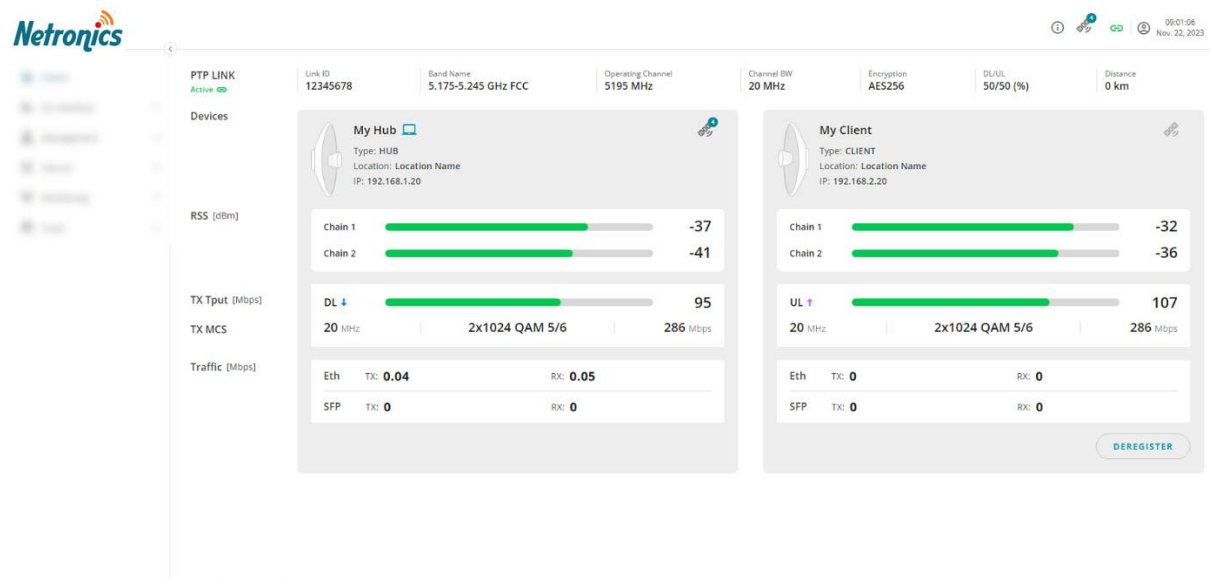 Netronics
4
09:01:06
Nov. 22, 2023
PTP LINK
Active
Link ID
12345678
Band Name
5.175-5.245 GHz FCC
Operating Channel
5195 MHz
Channel BW
20 MHz
Encryption
AES256
DL/UL
50/50 (%)
Distance
0 km
Devices
My Hub
4
Type: HUB
Location: Location Name
IP: 192.168.1.20
My Client
Type: CLIENT
Location: Location Name
IP: 192.168.2.20
RSS [dBm]
Chain 1 -37
Chain 2 -41
Chain 1 -32
Chain 2 -36
TX Tput [Mbps]
DL ↓ 95
UL ↑ 107
TX MCS
20 MHz 2x1024 QAM 5/6 286 Mbps
20 MHz 2x1024 QAM 5/6 286 Mbps
Traffic [Mbps]
Eth TX: 0.04 RX: 0.05
SFP TX: 0 RX: 0
Eth TX: 0 RX: 0
SFP TX: 0 RX: 0
DEREGISTER